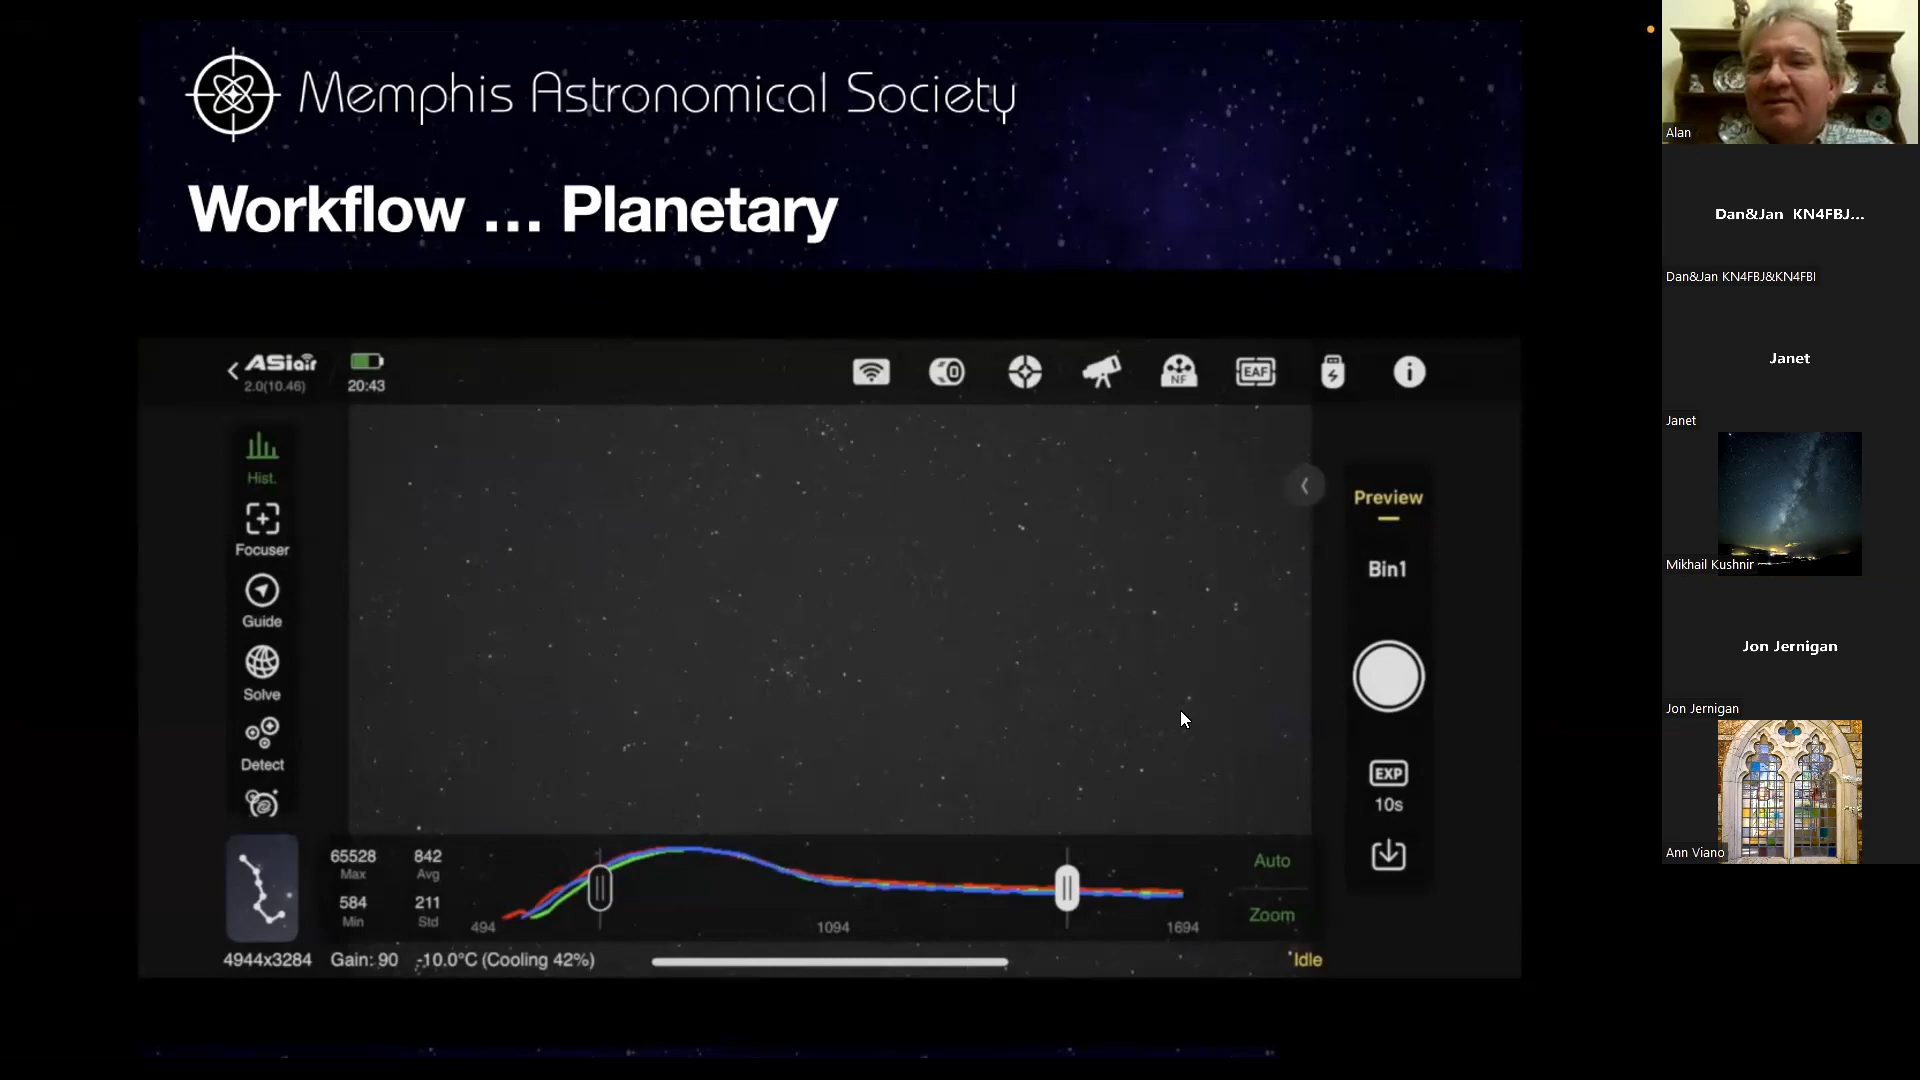 Memphis Astronomical Society
Workflow ... Planetary
ASIair
2.0(10.46)
20:43
NF
EAF
Hist.
Focuser
Guide
Solve
Detect
Preview
Bin1
EXP
10s
65528
Max
842
Avg
584
Min
211
Std
494
1094
1694
Auto
Zoom
4944x3284
Gain: 90
-10.0°C (Cooling 42%)
Idle
Alan
Dan&Jan KN4FBJ...
Dan&Jan KN4FBJ&KN4FBI
Janet
Janet
Mikhail Kushnir
Jon Jernigan
Jon Jernigan
Ann Viano